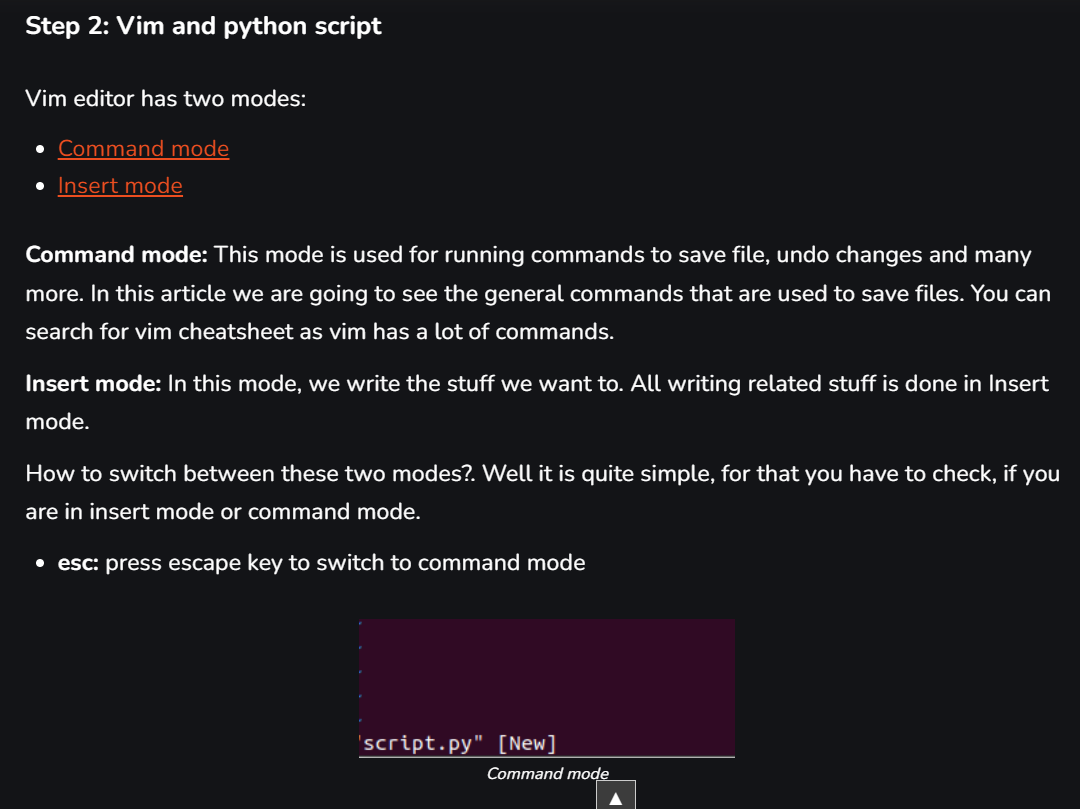 Step 2: Vim and python script
Vim editor has two modes:
Command mode
Insert mode
Command mode: This mode is used for running commands to save file, undo changes and many
more. In this article we are going to see the general commands that are used to save files. You can
search for vim cheatsheet as vim has a lot of commands.
Insert mode: In this mode, we write the stuff we want to. All writing related stuff is done in Insert
mode.
How to switch between these two modes?. Well it is quite simple, for that you have to check, if you
are in insert mode or command mode.
esc: press escape key to switch to command mode
"script.py" [New]
Command mode